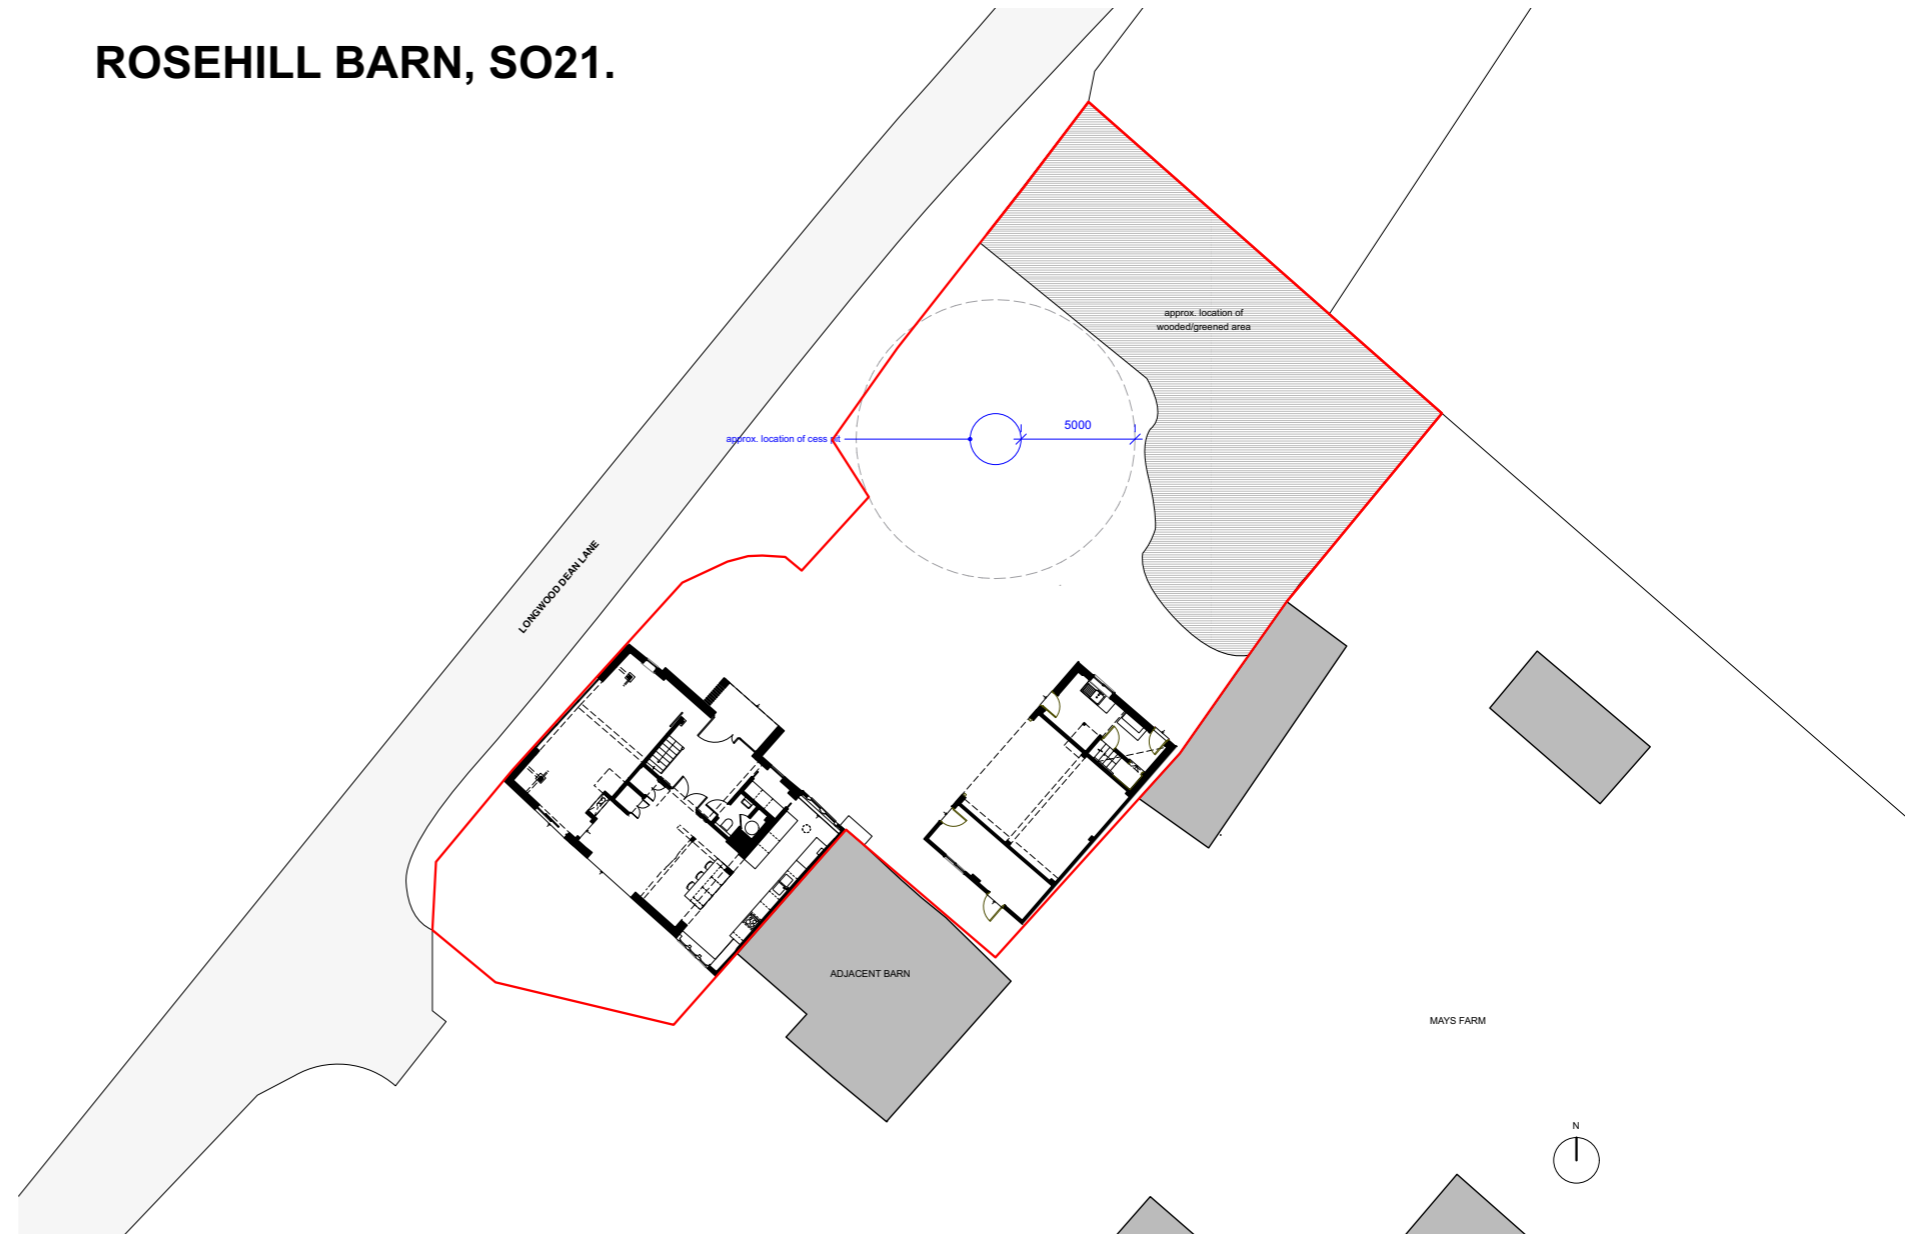 ROSEHILL BARN, SO21.
approx. location of
wooded/greened area
5000
approx. location of cess pit
LONGWOOD DEAN LANE
ADJACENT BARN
MAYS FARM
N